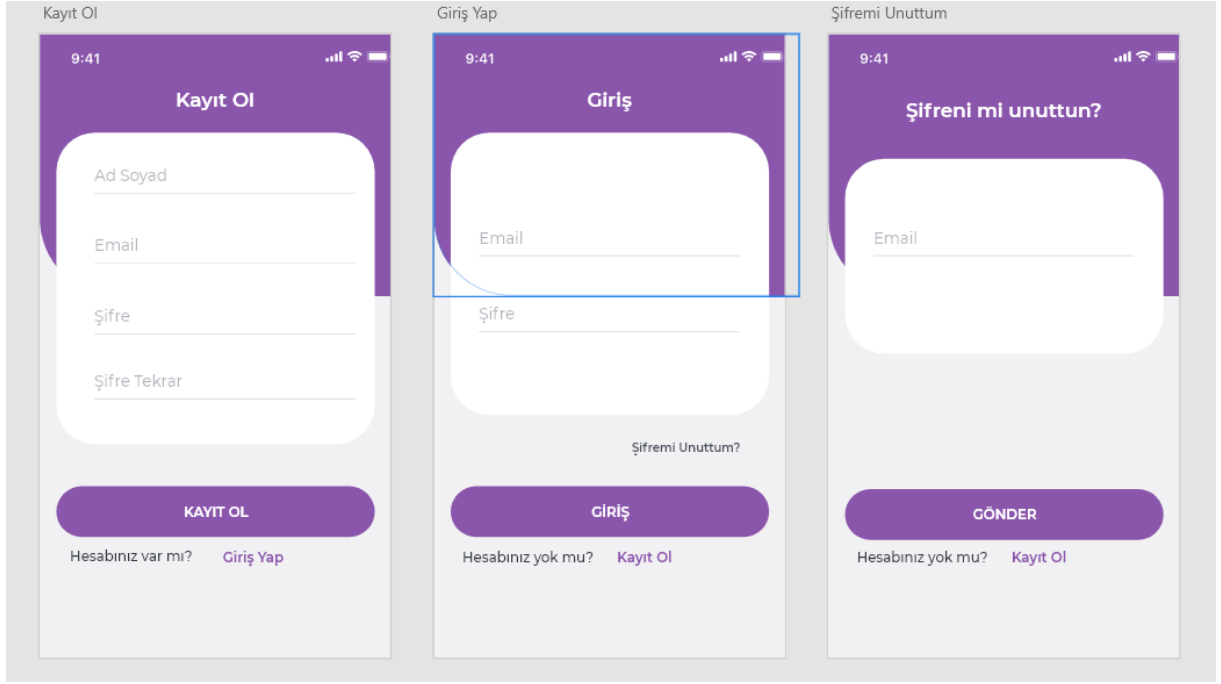 Kayıt Ol
9:41
Kayıt Ol
Ad Soyad
Email
Şifre
Şifre Tekrar
KAYIT OL
Hesabınız var mı? Giriş Yap
Giriş Yap
9:41
Giriş
Email
Şifre
Şifremi Unuttum?
GİRİŞ
Hesabınız yok mu? Kayıt Ol
Şifremi Unuttum
9:41
Şifreni mi unuttun?
Email
GÖNDER
Hesabınız yok mu? Kayıt Ol